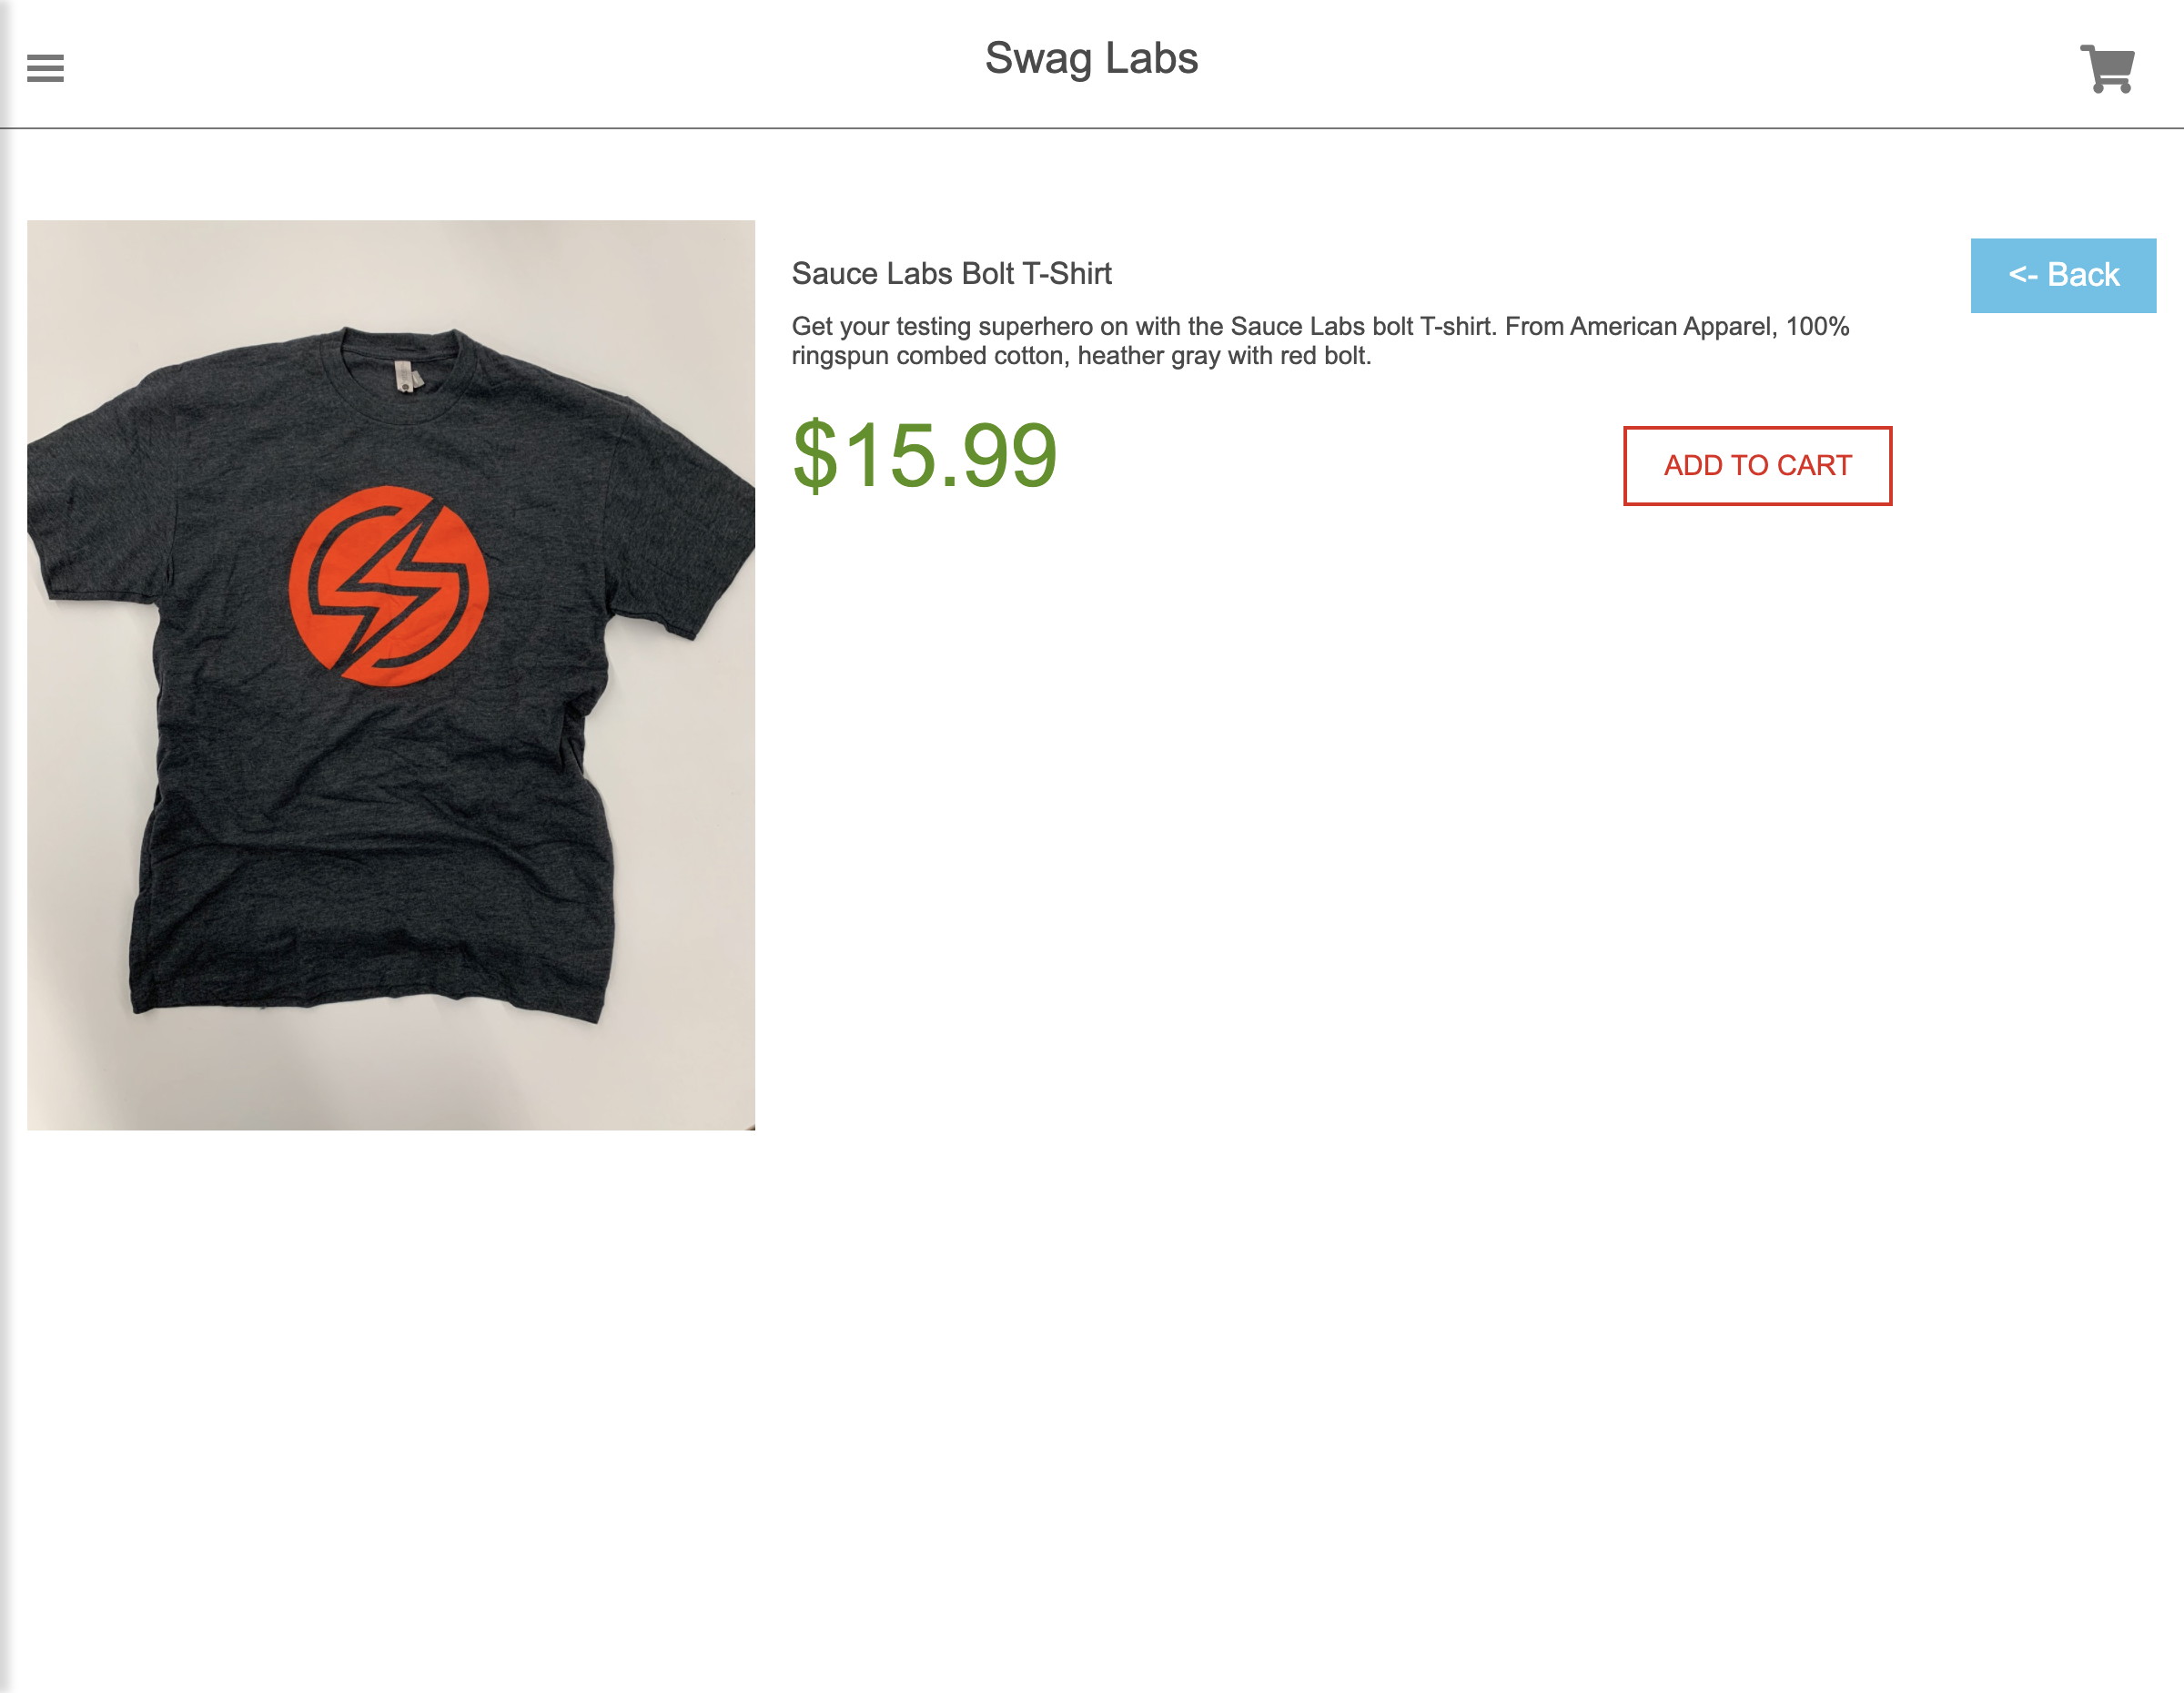 Swag Labs
Sauce Labs Bolt T-Shirt
<- Back
Get your testing superhero on with the Sauce Labs bolt T-shirt. From American Apparel, 100%
ringspun combed cotton, heather gray with red bolt.
$15.99
ADD TO CART